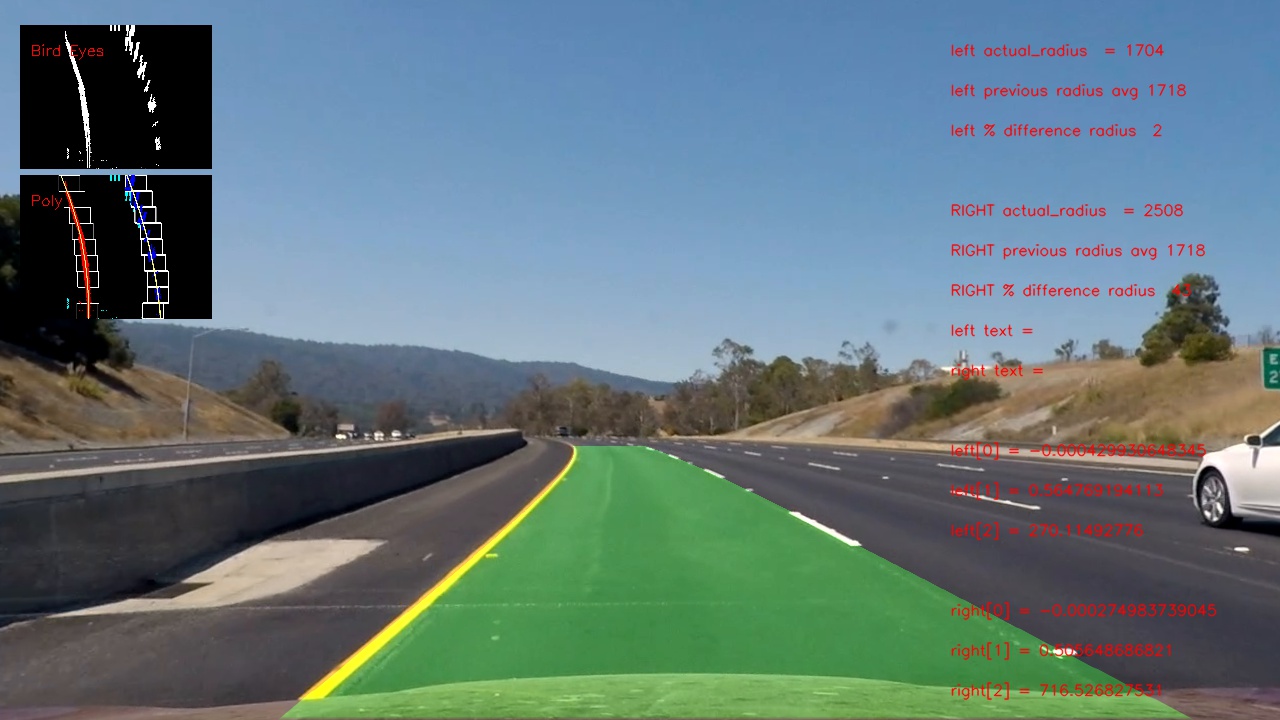 Bird Eyes
Poly
left actual_radius = 1704
left previous radius avg 1718
left % difference radius 2
RIGHT actual_radius = 2508
RIGHT previous radius avg 1718
RIGHT % difference radius
left text =
right text =
E
2
left[0] = -0.000429930648345
left[1] = 0.564769194113
left[2] = 270.11492776
right[0] = -0.000274983739045
right[1] = 0.505648686821
right[2] = 716.526827531